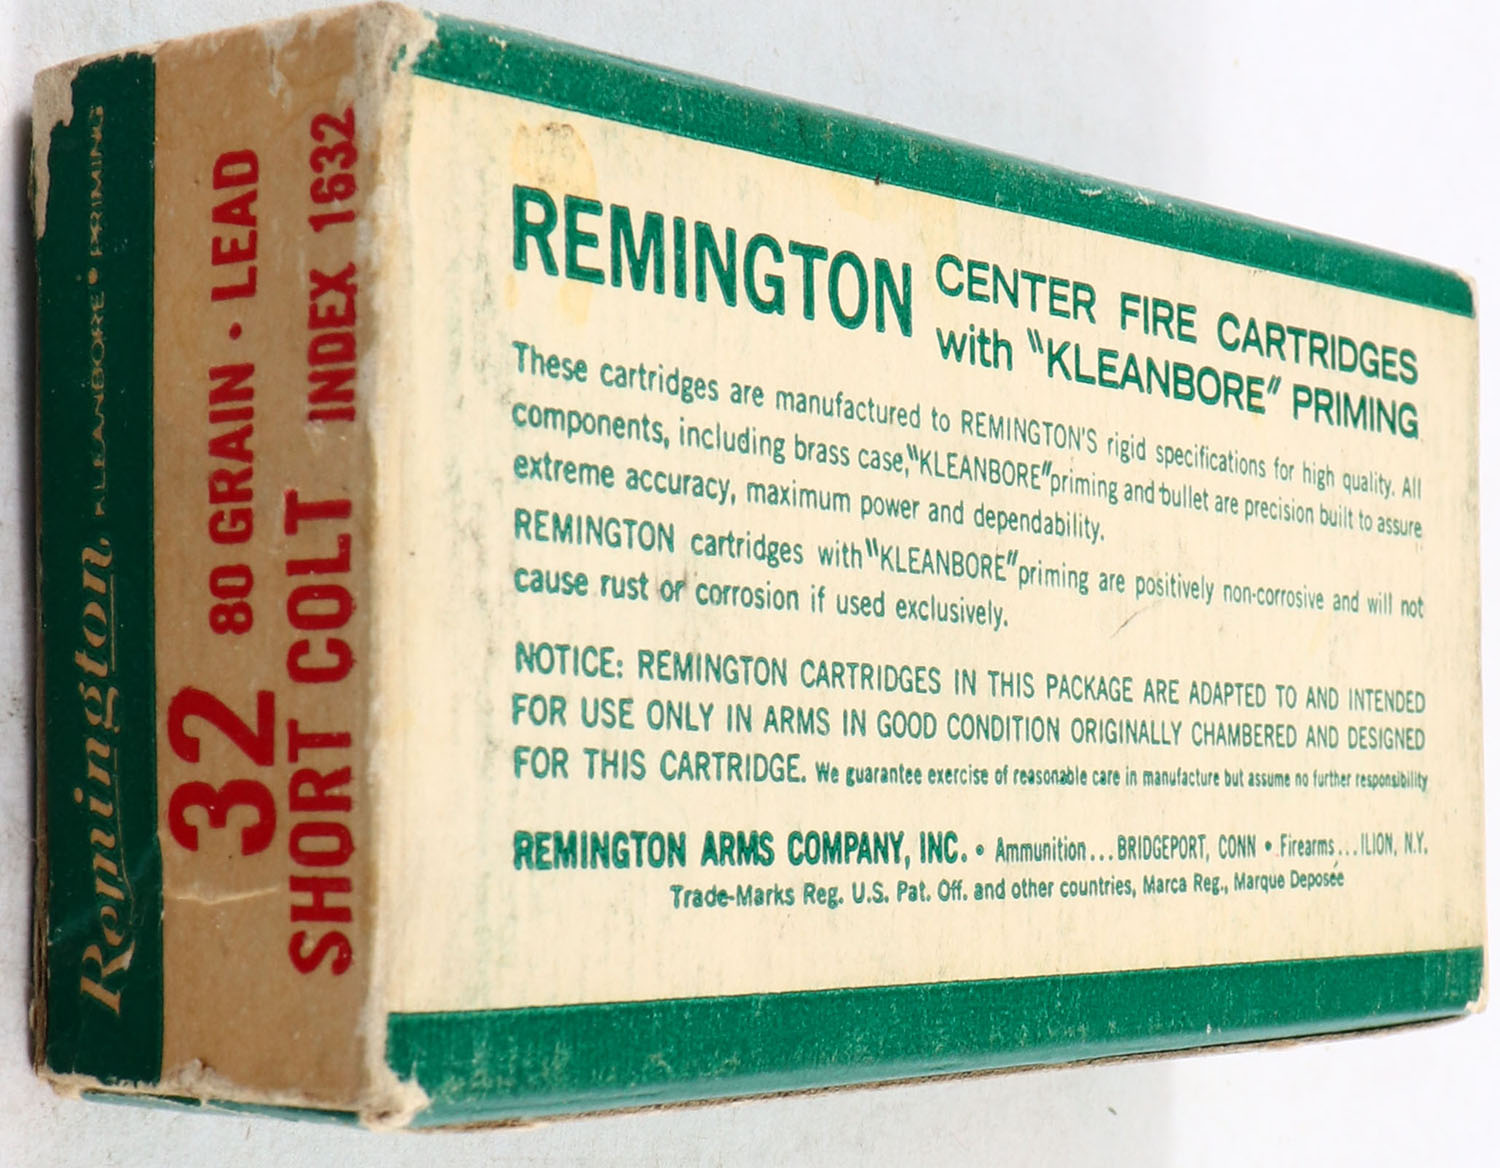 Remington KLEANBORE • PRIMING
32 80 GRAIN • LEAD
SHORT COLT INDEX 1632
REMINGTON CENTER FIRE CARTRIDGES
with "KLEANBORE" PRIMING
These cartridges are manufactured to REMINGTON'S rigid specifications for high quality. All
components, including brass case, "KLEANBORE" priming and bullet are precision built to assure
extreme accuracy, maximum power and dependability.
REMINGTON cartridges with "KLEANBORE" priming are positively non-corrosive and will not
cause rust or corrosion if used exclusively.
NOTICE: REMINGTON CARTRIDGES IN THIS PACKAGE ARE ADAPTED TO AND INTENDED
FOR USE ONLY IN ARMS IN GOOD CONDITION ORIGINALLY CHAMBERED AND DESIGNED
FOR THIS CARTRIDGE. We guarantee exercise of reasonable care in manufacture but assume no further responsibility
REMINGTON ARMS COMPANY, INC. • Ammunition...BRIDGEPORT, CONN • Firearms...ILION, N.Y.
Trade-Marks Reg. U.S. Pat. Off. and other countries, Marca Reg., Marque Deposée